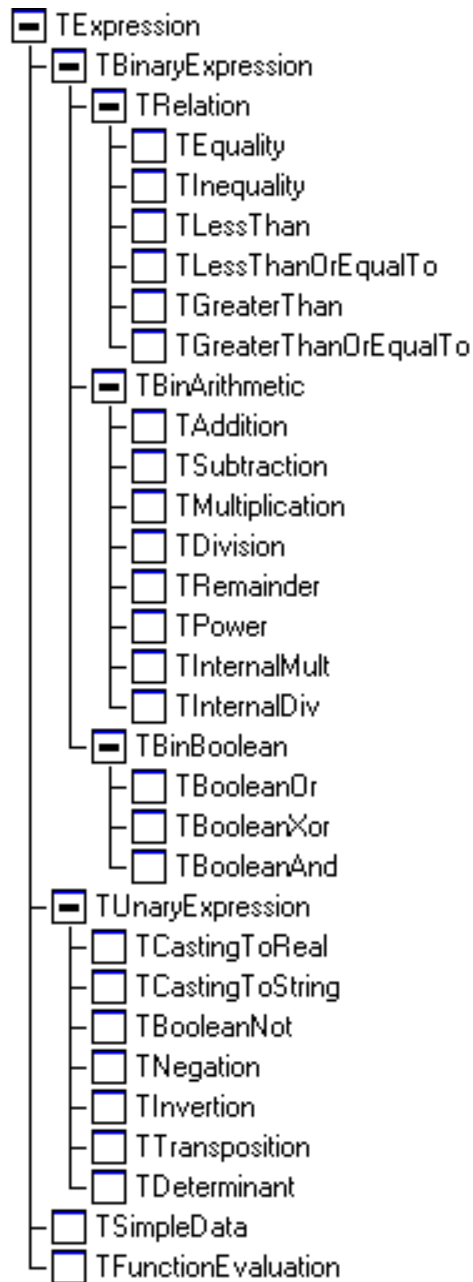 TExpression
TBinaryExpression
TRelation
TEquality
TInequality
TLessThan
TLessThanOrEqualTo
TGreaterThan
TGreaterThanOrEqualTo
TBinArithmetic
TAddition
TSubtraction
TMultiplication
TDivision
TRemainder
TPower
TInternalMult
TInternalDiv
TBinBoolean
TBooleanOr
TBooleanXor
TBooleanAnd
TUnaryExpression
TCastingToReal
TCastingToString
TBooleanNot
TNegation
TInvertion
TTransposition
TDeterminant
TSimpleData
TFunctionEvaluation